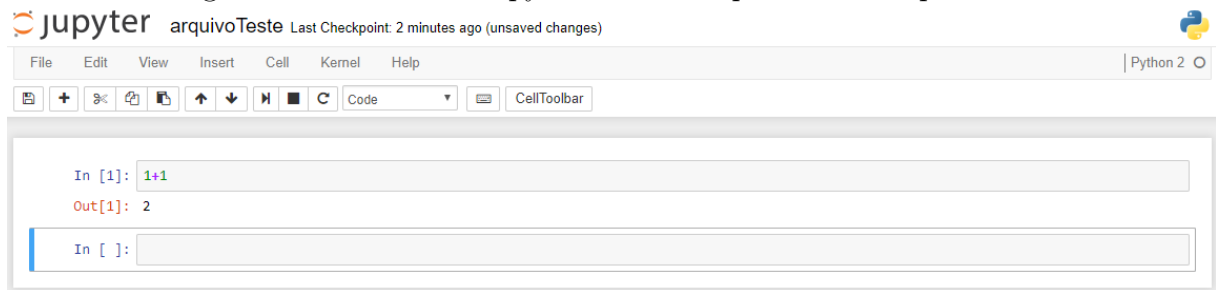 jupyter arquivoTeste Last Checkpoint: 2 minutes ago (unsaved changes)
File Edit View Insert Cell Kernel Help Python 2
Code CellToolbar
In [1]: 1+1
Out[1]: 2
In [ ]: